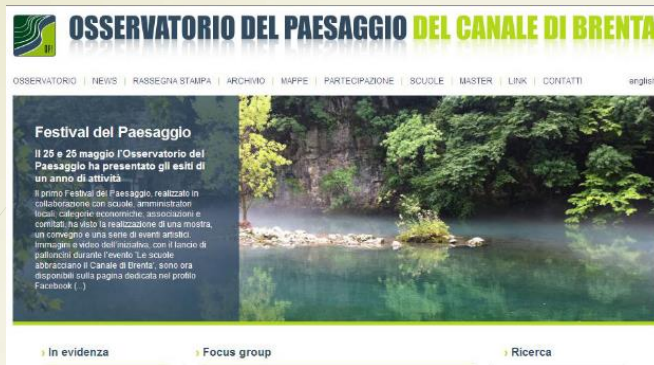 OSSERVATORIO DEL PAESAGGIO DEL CANALE DI BRENTA
OP!
OSSERVATORIO | NEWS | RASSEGNA STAMPA | ARCHIVIO | MAPPE | PARTECIPAZIONE | SCUOLE | MASTER | LINK | CONTATTI
english
Festival del Paesaggio
Il 25 e 25 maggio l'Osservatorio del
Paesaggio ha presentato gli esiti di
un anno di attività
Il primo Festival del Paesaggio, realizzato in
collaborazione con scuole, amministratori
locali, categorie economiche, associazioni e
comitati, ha visto la realizzazione di una mostra,
un convegno e una serie di eventi artistici.
Immagini e video dell'iniziativa, con il lancio di
palloncini durante l'evento 'Le scuole
abbracciano il Canale di Brenta', sono ora
disponibili sulla pagina dedicata nel profilo
Facebook (...)
› In evidenza
› Focus group
› Ricerca